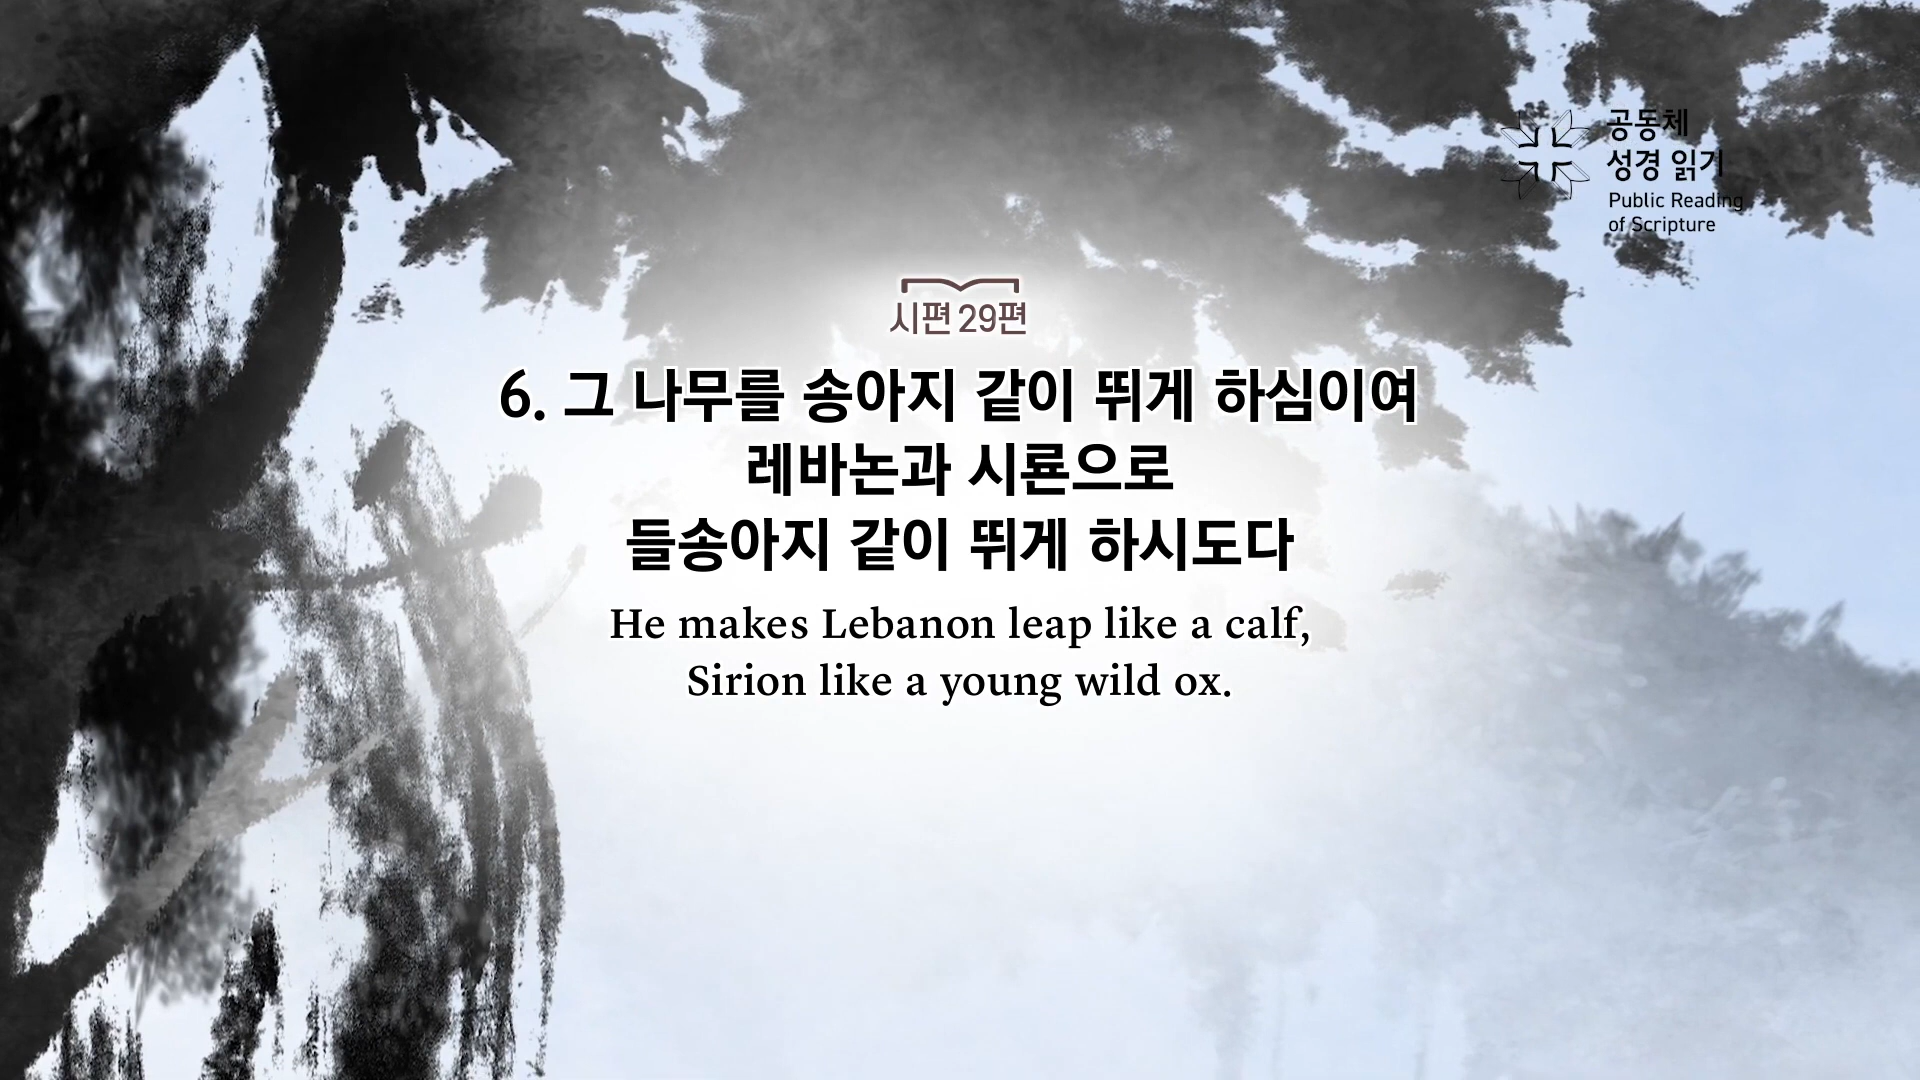 공동체
성경 읽기
Public Reading
of Scripture
시편 29편
6. 그 나무를 송아지 같이 뛰게 하심이여
레바논과 시룐으로
들송아지 같이 뛰게 하시도다
He makes Lebanon leap like a calf,
Sirion like a young wild ox.